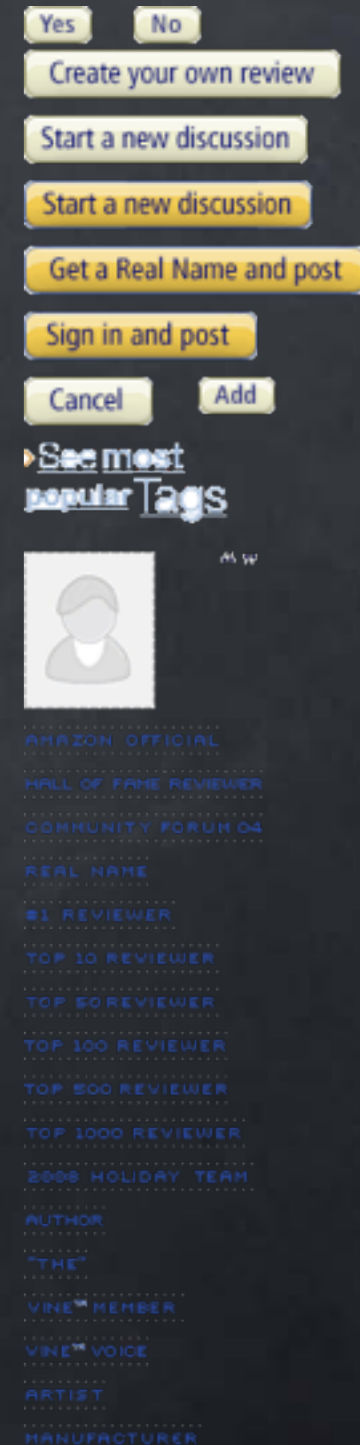 Yes No
Create your own review
Start a new discussion
Start a new discussion
Get a Real Name and post
Sign in and post
Cancel Add
See most
popular Tags
AMAZON OFFICIAL
HALL OF FAME REVIEWER
COMMUNITY FORUM 04
REAL NAME
#1 REVIEWER
TOP 10 REVIEWER
TOP 50 REVIEWER
TOP 100 REVIEWER
TOP 500 REVIEWER
TOP 1000 REVIEWER
2008 HOLIDAY TEAM
AUTHOR
"THE"
VINE™ MEMBER
VINE™ VOICE
ARTIST
MANUFACTURER